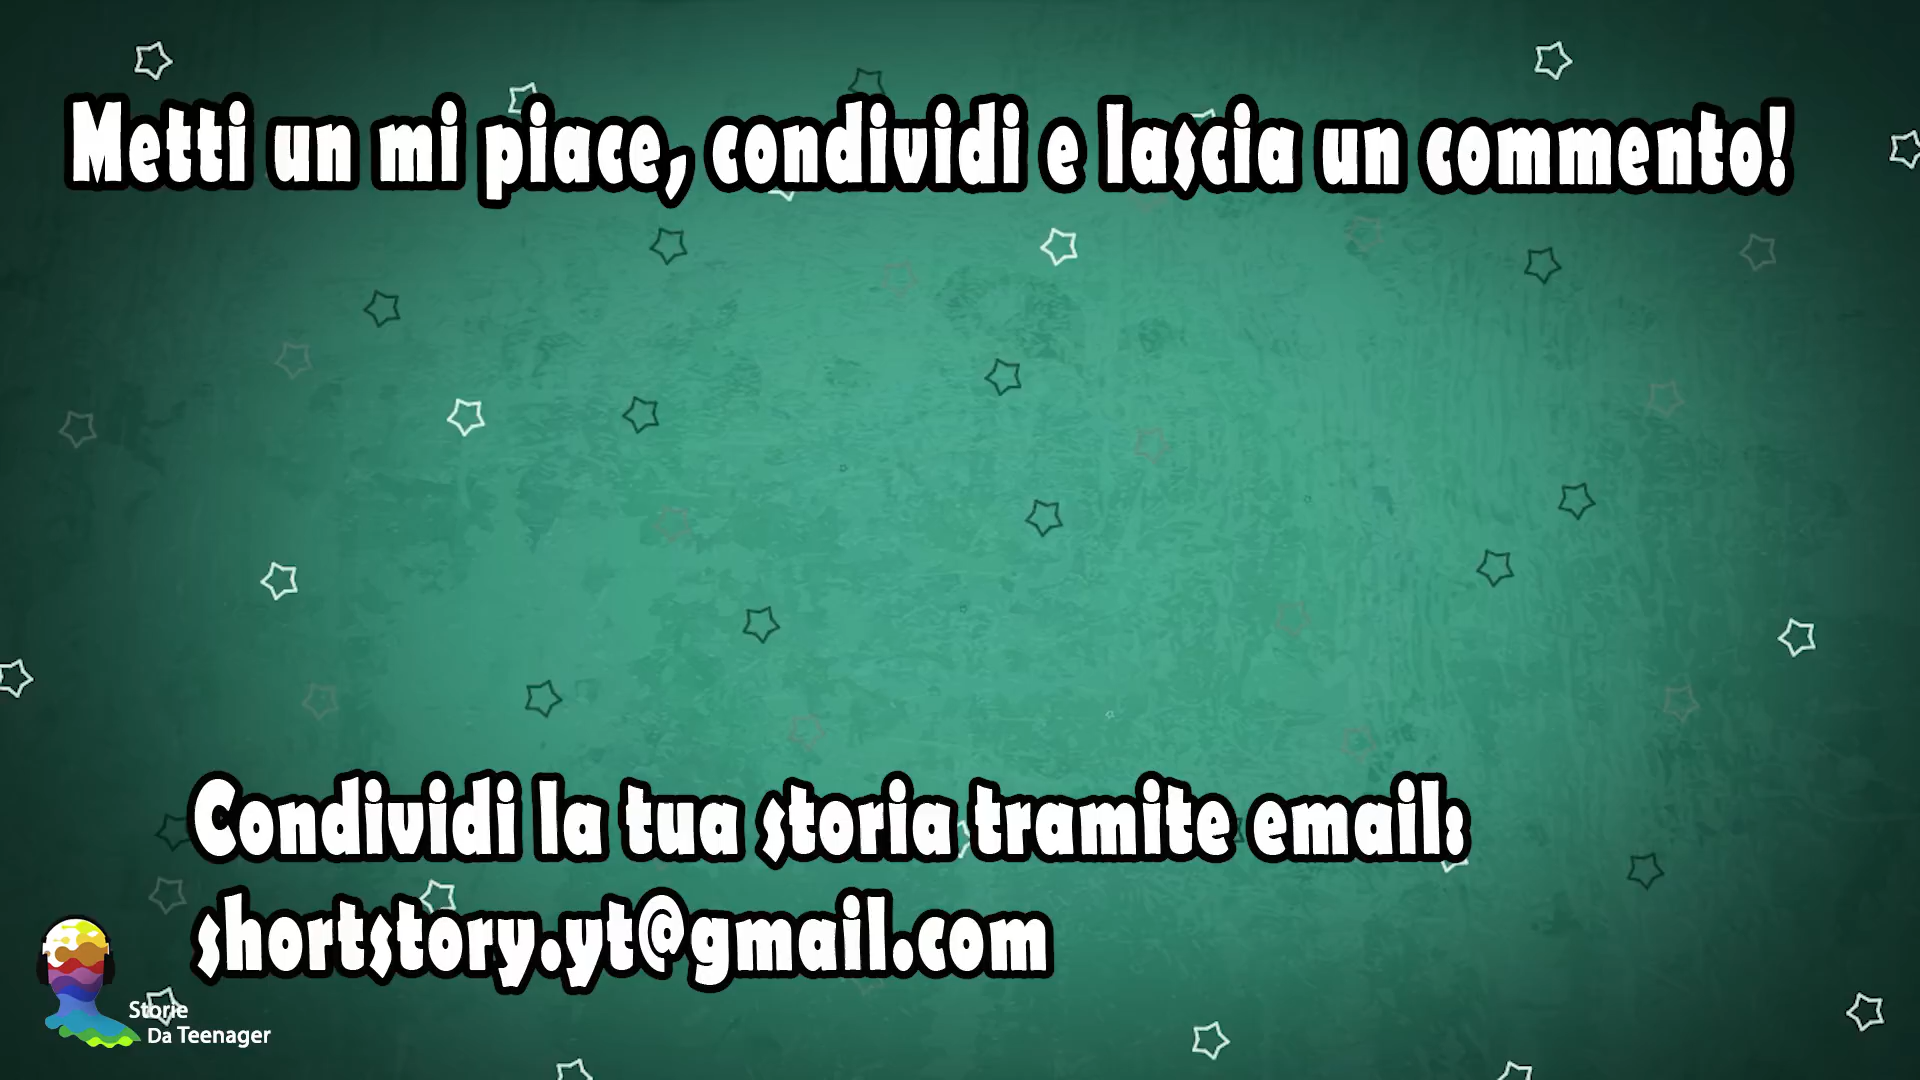 Metti un mi piace, condividi e lascia un commento!
Condividi la tua storia tramite email:
shortstory.yt@gmail.com
Storie
Da Teenager